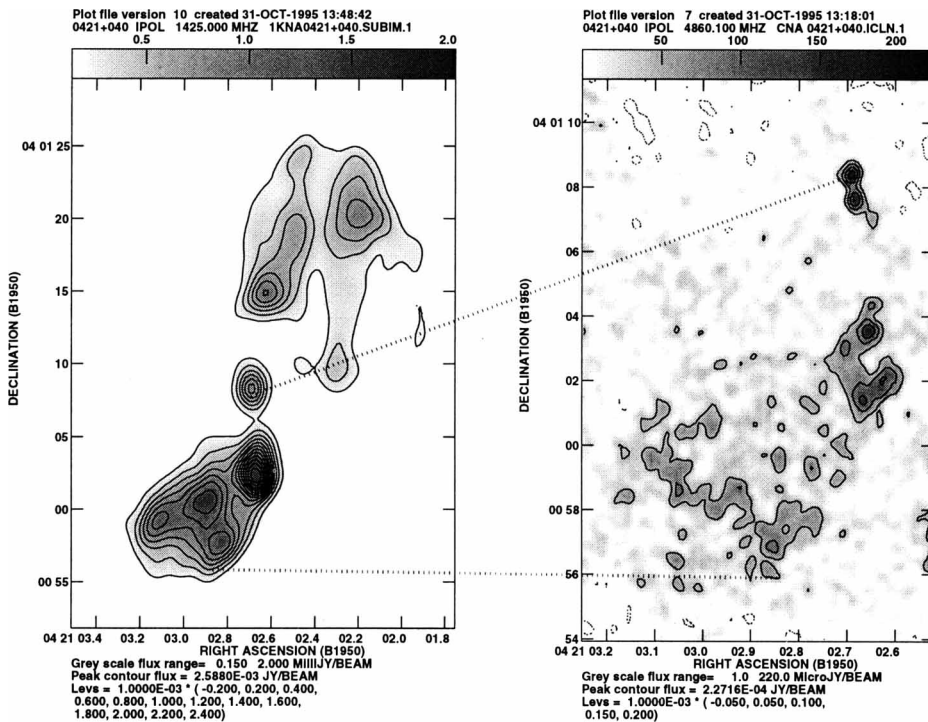 Plot file version 10 created 31-OCT-1995 13:48:42
0421+040 IPOL 1425.000 MHZ 1KNA0421+040.SUBIM.1
0.5 1.0 1.5 2.0
04 01 25
20
15
10
05
00
00 55
DECLINATION (B1950)
04 21 03.4 03.2 03.0 02.8 02.6 02.4 02.2 02.0 01.8
RIGHT ASCENSION (B1950)
Grey scale flux range= 0.150 2.000 MilliJY/BEAM
Peak contour flux = 2.5880E-03 JY/BEAM
Levs = 1.0000E-03 * ( -0.200, 0.200, 0.400,
0.600, 0.800, 1.000, 1.200, 1.400, 1.600,
1.800, 2.000, 2.200, 2.400)
Plot file version 7 created 31-OCT-1995 13:18:01
0421+040 IPOL 4860.100 MHZ CNA 0421+040.ICLN.1
50 100 150 200
04 01 10
08
06
04
02
00
00 58
56
54
DECLINATION (B1950)
04 21 03.2 03.1 03.0 02.9 02.8 02.7 02.6
RIGHT ASCENSION (B1950)
Grey scale flux range= 1.0 220.0 MicroJY/BEAM
Peak contour flux = 2.2716E-04 JY/BEAM
Levs = 1.0000E-03 * ( -0.050, 0.050, 0.100,
0.150, 0.200)